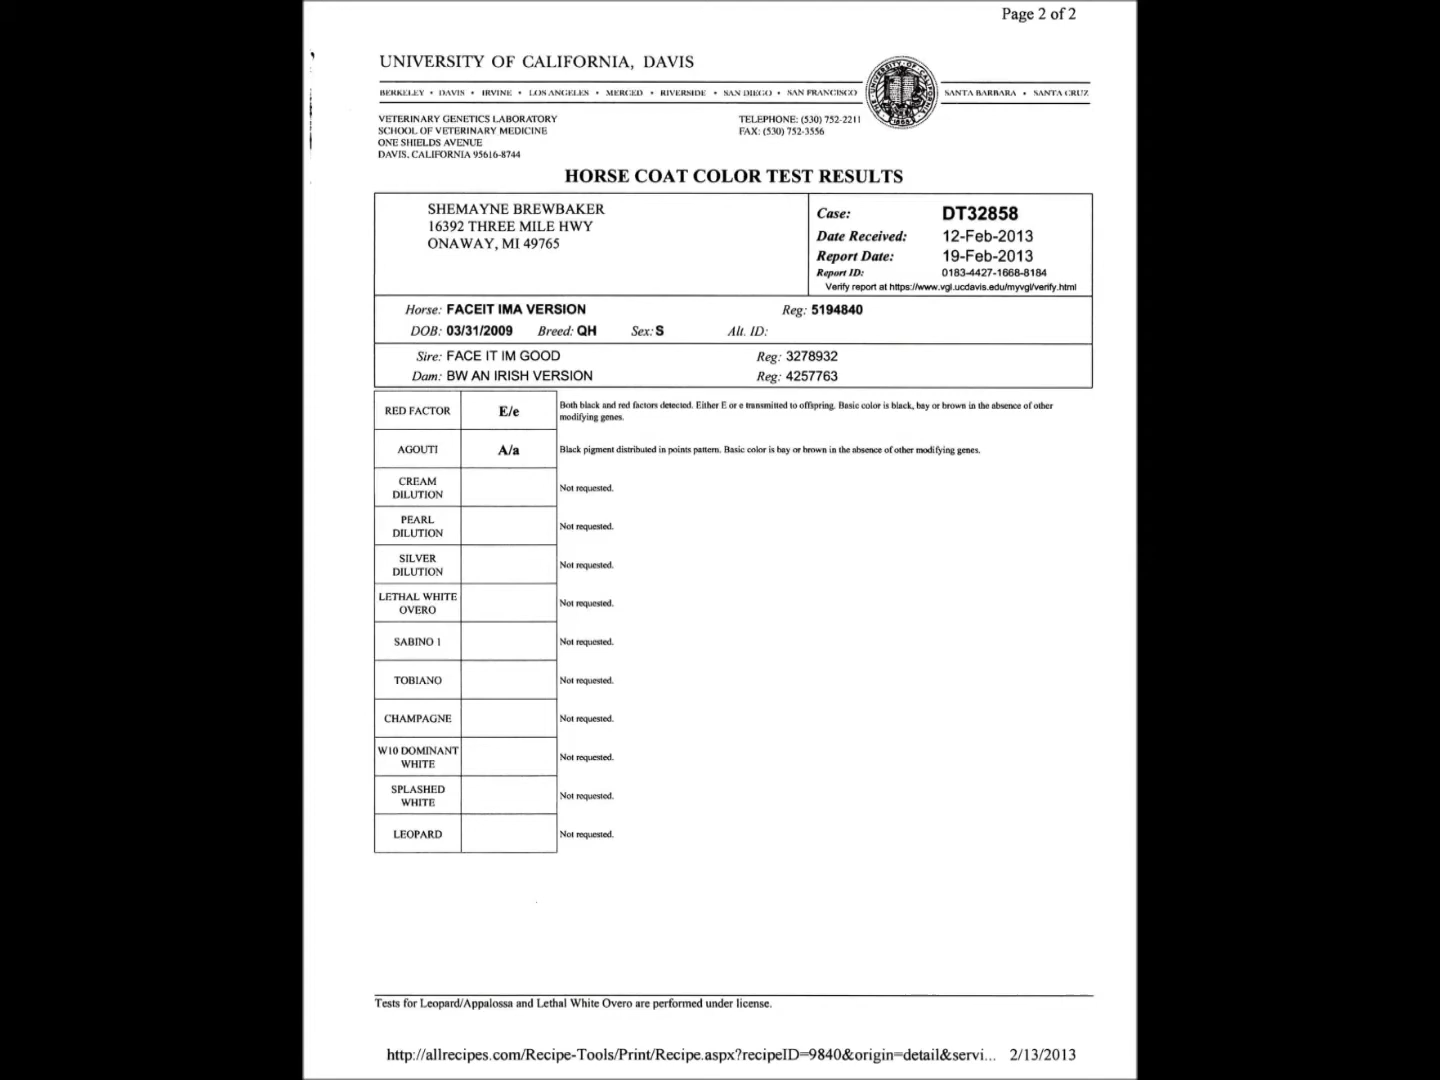 Page 2 of 2
UNIVERSITY OF CALIFORNIA, DAVIS
BERKELEY • DAVIS • IRVINE • LOS ANGELES • MERCED • RIVERSIDE • SAN DIEGO • SAN FRANCISCO
SANTA BARBARA • SANTA CRUZ
VETERINARY GENETICS LABORATORY
SCHOOL OF VETERINARY MEDICINE
ONE SHIELDS AVENUE
DAVIS, CALIFORNIA 95616-8744
TELEPHONE: (530) 752-2211
FAX: (530) 752-3556
HORSE COAT COLOR TEST RESULTS
SHEMAYNE BREWBAKER
16392 THREE MILE HWY
ONAWAY, MI 49765
Case: DT32858
Date Received: 12-Feb-2013
Report Date: 19-Feb-2013
Report ID: 0183-4427-1668-8184
Verify report at https://www.vgl.ucdavis.edu/myvgl/verify.html
Horse: FACEIT IMA VERSION Reg: 5194840
DOB: 03/31/2009 Breed: QH Sex: S Alt. ID:
Sire: FACE IT IM GOOD Reg: 3278932
Dam: BW AN IRISH VERSION Reg: 4257763
RED FACTOR E/e Both black and red factors detected. Either E or e transmitted to offspring. Basic color is black, bay or brown in the absence of other
modifying genes.
AGOUTI A/a Black pigment distributed in points pattern. Basic color is bay or brown in the absence of other modifying genes.
CREAM
DILUTION
Not requested.
PEARL
DILUTION
Not requested.
SILVER
DILUTION
Not requested.
LETHAL WHITE
OVERO
Not requested.
SABINO 1 Not requested.
TOBIANO Not requested.
CHAMPAGNE Not requested.
W10 DOMINANT
WHITE
Not requested.
SPLASHED
WHITE
Not requested.
LEOPARD Not requested.
Tests for Leopard/Appalossa and Lethal White Overo are performed under license.
http://allrecipes.com/Recipe-Tools/Print/Recipe.aspx?recipeID=9840&origin=detail&servi... 2/13/2013